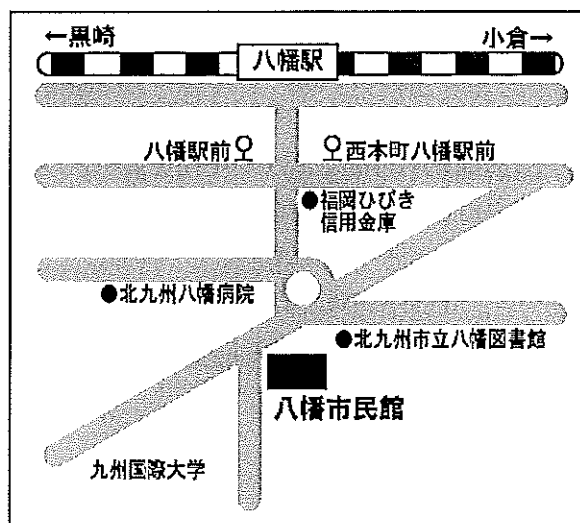 ←黒崎
小倉→
八幡駅
八幡駅前
西本町八幡駅前
●福岡ひびき
信用金庫
●北九州八幡病院
●北九州市立八幡図書館
八幡市民館
九州国際大学